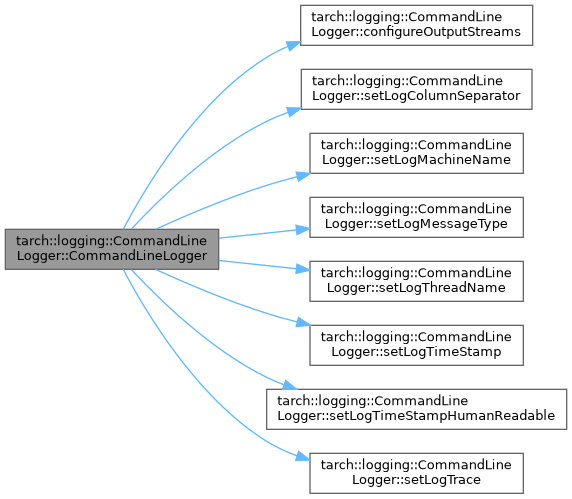 tarch::logging::CommandLine
Logger::CommandLineLogger
tarch::logging::CommandLine
Logger::configureOutputStreams
tarch::logging::CommandLine
Logger::setLogColumnSeparator
tarch::logging::CommandLine
Logger::setLogMachineName
tarch::logging::CommandLine
Logger::setLogMessageType
tarch::logging::CommandLine
Logger::setLogThreadName
tarch::logging::CommandLine
Logger::setLogTimeStamp
tarch::logging::CommandLine
Logger::setLogTimeStampHumanReadable
tarch::logging::CommandLine
Logger::setLogTrace